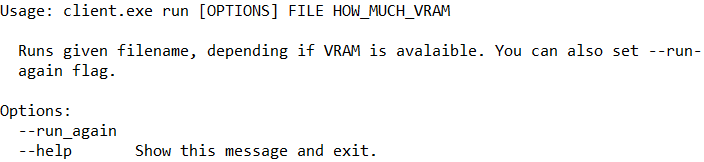 Usage: client.exe run [OPTIONS] FILE HOW_MUCH_VRAM
Runs given filename, depending if VRAM is avalaible. You can also set --run-
again flag.
Options:
--run_again
--help Show this message and exit.